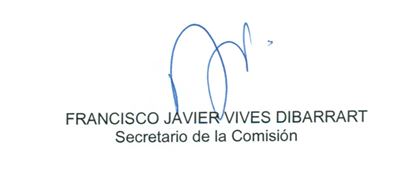 FRANCISCO JAVIER VIVES DIBARRART
Secretario de la Comisión